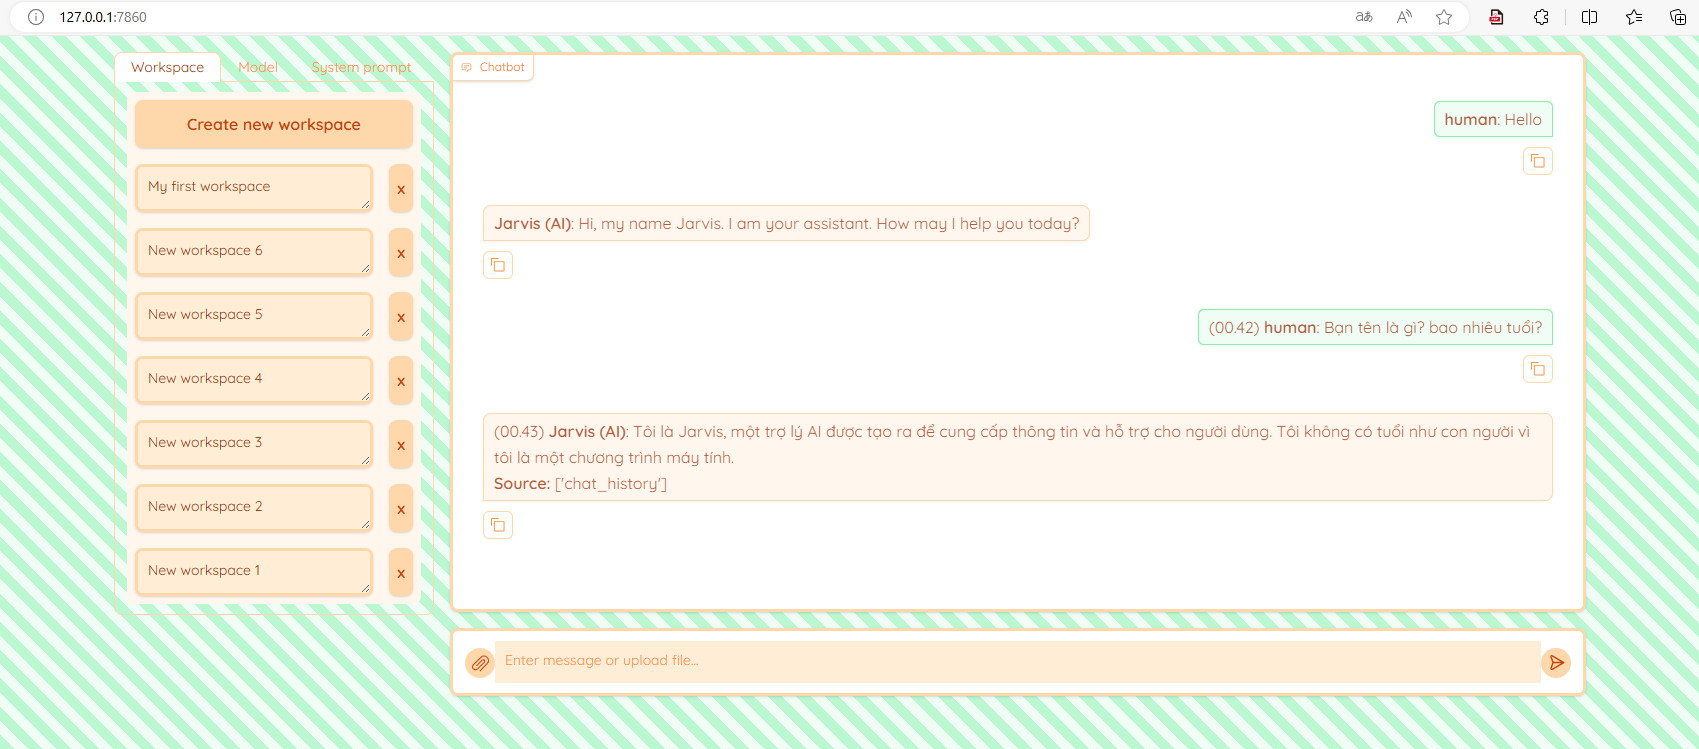 127.0.0.1:7860
Workspace
Model
System prompt
Create new workspace
My first workspace
x
New workspace 6
x
New workspace 5
x
New workspace 4
x
New workspace 3
x
New workspace 2
x
New workspace 1
x
Chatbot
human: Hello
Jarvis (AI): Hi, my name Jarvis. I am your assistant. How may I help you today?
(00.42) human: Bạn tên là gì? bao nhiêu tuổi?
(00.43) Jarvis (AI): Tôi là Jarvis, một trợ lý AI được tạo ra để cung cấp thông tin và hỗ trợ cho người dùng. Tôi không có tuổi như con người vì
tôi là một chương trình máy tính.
Source: ['chat_history']
Enter message or upload file...